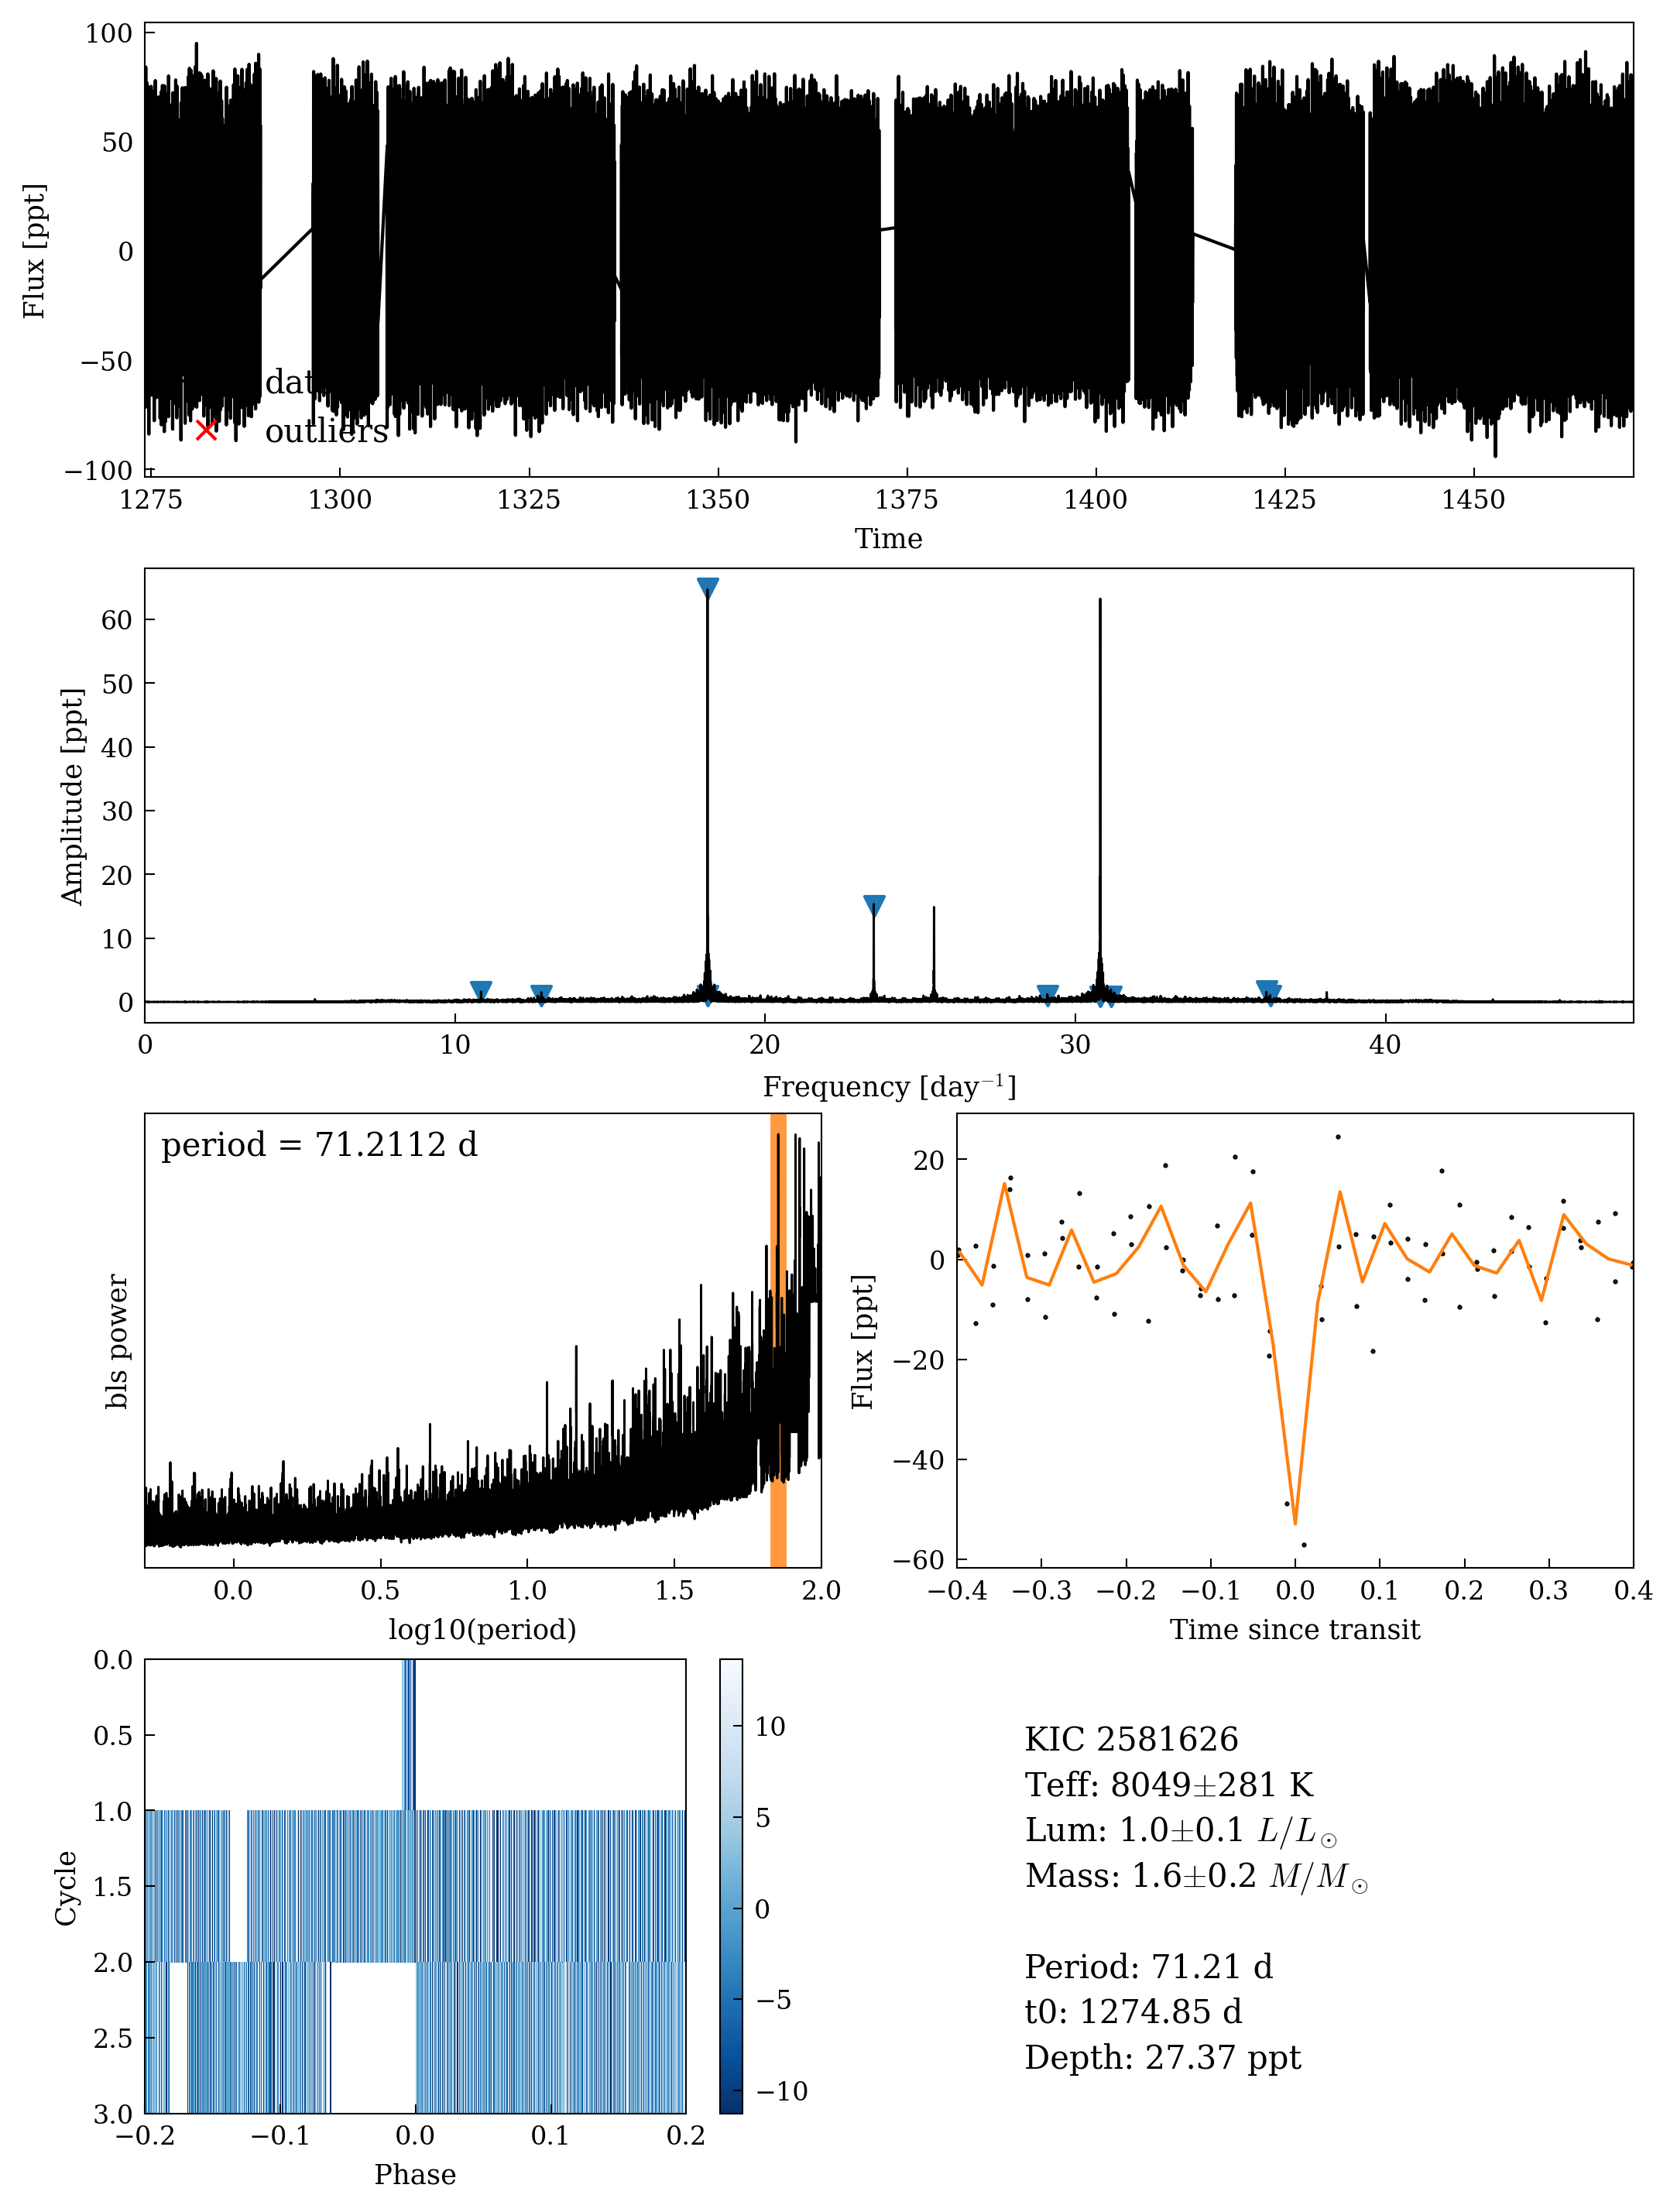 100
50
0
−50
−100
Flux [ppt]
dat
outliers
1275 1300 1325 1350 1375 1400 1425 1450
Time
60
50
40
30
20
10
0
Amplitude [ppt]
0 10 20 30 40
Frequency [day⁻¹]
period = 71.2112 d
bls power
0.0 0.5 1.0 1.5 2.0
log10(period)
20
0
−20
−40
−60
Flux [ppt]
−0.4 −0.3 −0.2 −0.1 0.0 0.1 0.2 0.3 0.4
Time since transit
0.0
0.5
1.0
1.5
2.0
2.5
3.0
Cycle
−0.2 −0.1 0.0 0.1 0.2
Phase
10
5
0
−5
−10
KIC 2581626
Teff: 8049±281 K
Lum: 1.0±0.1 L/L⊙
Mass: 1.6±0.2 M/M⊙
Period: 71.21 d
t0: 1274.85 d
Depth: 27.37 ppt